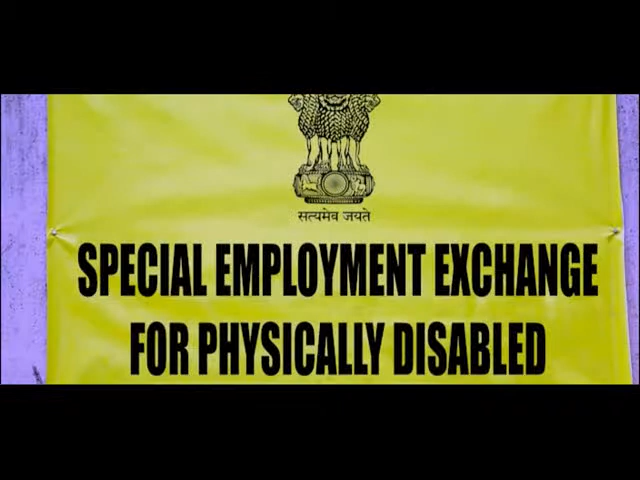 सत्यमेव जयते
SPECIAL EMPLOYMENT EXCHANGE
FOR PHYSICALLY DISABLED